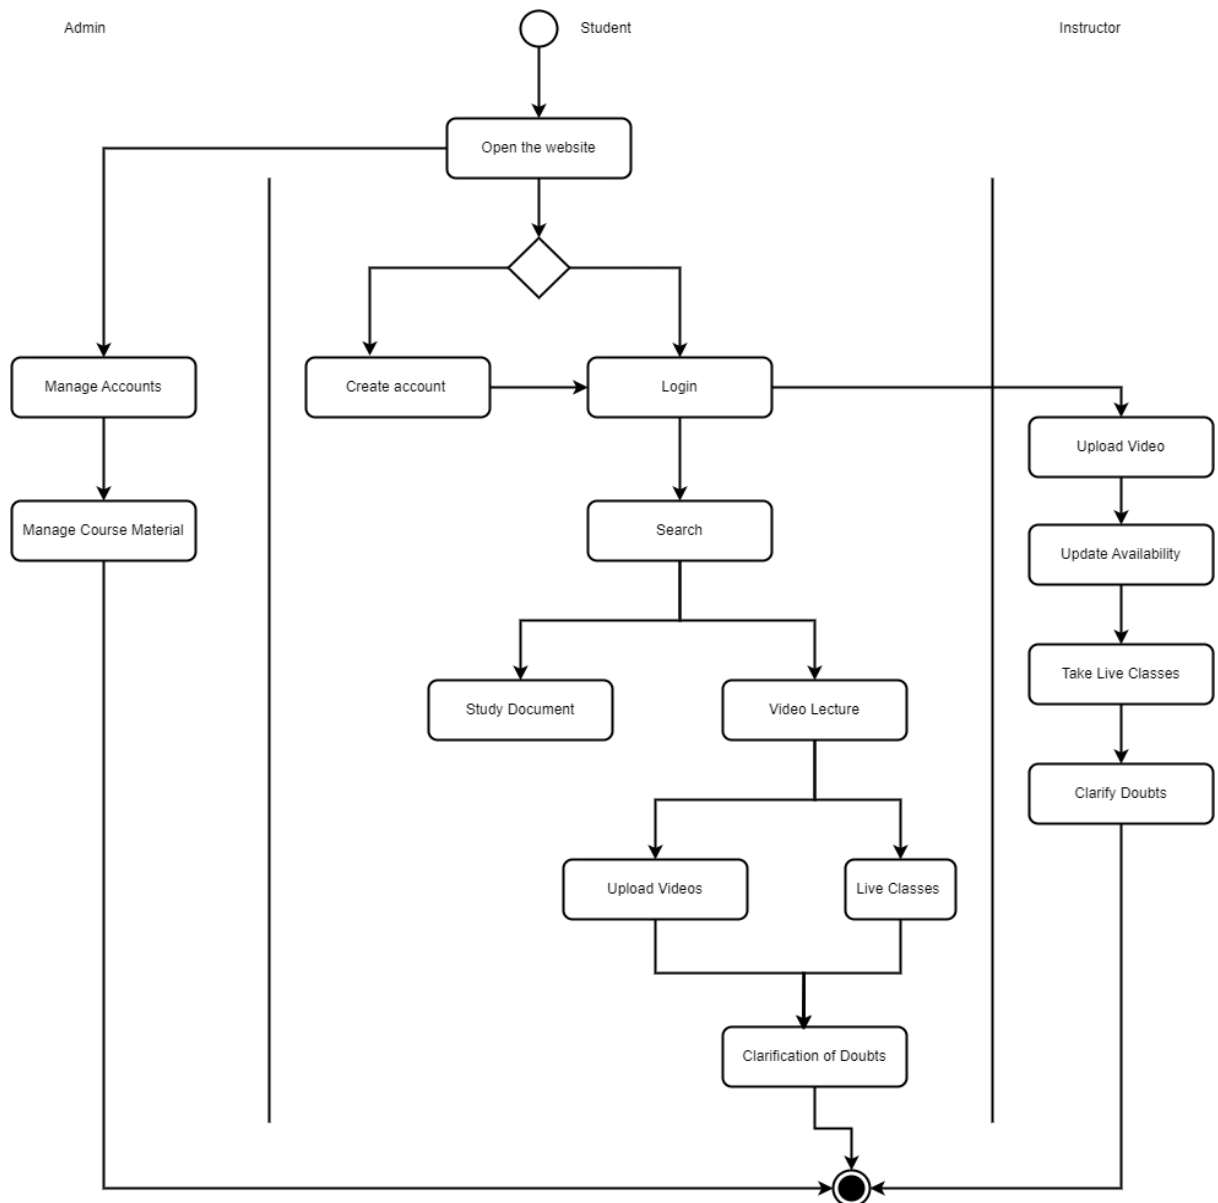 Admin
Student
Instructor
Open the website
Manage Accounts
Create account
Login
Upload Video
Manage Course Material
Search
Update Availability
Take Live Classes
Study Document
Video Lecture
Clarify Doubts
Upload Videos
Live Classes
Clarification of Doubts